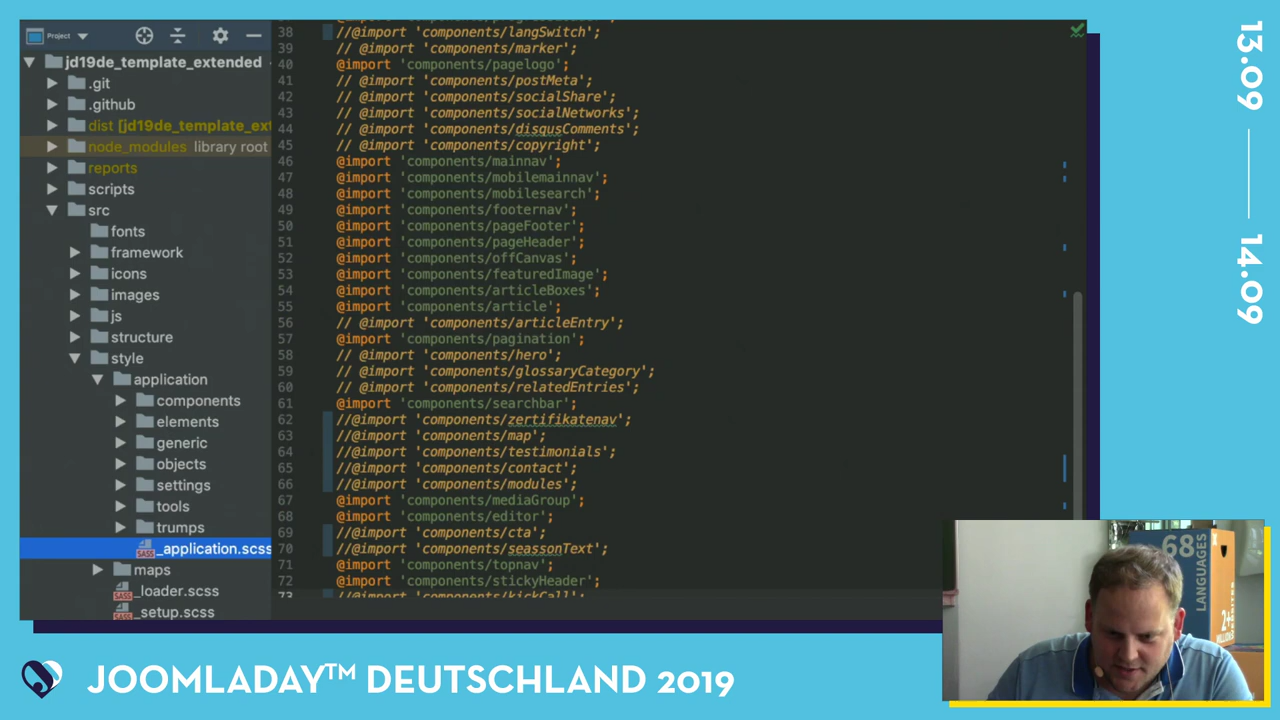 Project
jd19de_template_extended
.git
.github
dist [jd19de_template_ext
node_modules library root
reports
scripts
src
fonts
framework
icons
images
js
structure
style
application
components
elements
generic
objects
settings
tools
trumps
_application.scss
maps
_loader.scss
_setup.scss
38 //@import 'components/langSwitch';
39 // @import 'components/marker';
40 @import 'components/pagelogo';
41 // @import 'components/postMeta';
42 // @import 'components/socialShare';
43 // @import 'components/socialNetworks';
44 // @import 'components/disqusComments';
45 // @import 'components/copyright';
46 @import 'components/mainnav';
47 @import 'components/mobilemainnav';
48 @import 'components/mobilesearch';
49 @import 'components/footernav';
50 @import 'components/pageFooter';
51 @import 'components/pageHeader';
52 @import 'components/offCanvas';
53 @import 'components/featuredImage';
54 @import 'components/articleBoxes';
55 @import 'components/article';
56 // @import 'components/articleEntry';
57 @import 'components/pagination';
58 // @import 'components/hero';
59 // @import 'components/glossaryCategory';
60 // @import 'components/relatedEntries';
61 @import 'components/searchbar';
62 //@import 'components/zertifikatenav';
63 //@import 'components/map';
64 //@import 'components/testimonials';
65 //@import 'components/contact';
66 //@import 'components/modules';
67 @import 'components/mediaGroup';
68 @import 'components/editor';
69 //@import 'components/cta';
70 //@import 'components/seassonText';
71 @import 'components/topnav';
72 @import 'components/stickyHeader';
73 //@import 'components/kickCall';
13.09
14.09
68
LANGUAGES
2+
JOOMLADAY™ DEUTSCHLAND 2019